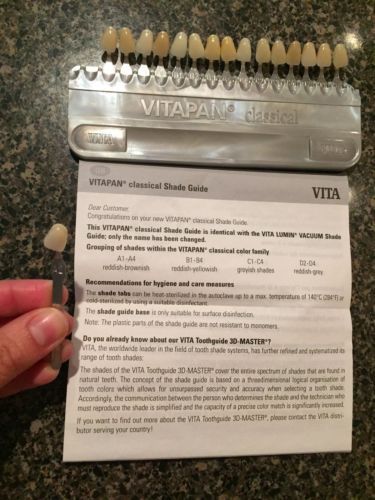 VITAPAN® classical
VITA
GB
VITAPAN® classical Shade Guide
VITA
Dear Customer,
Congratulations on your new VITAPAN® classical Shade Guide.
This VITAPAN® classical Shade Guide is identical with the VITA LUMIN® VACUUM Shade
Guide; only the name has been changed.
Grouping of shades within the VITAPAN® classical color family
A1-A4 B1-B4 C1-C4 D2-D4
reddish-brownish reddish-yellowish greyish shades reddish-grey
Recommendations for hygiene and care measures
The shade tabs can be heat-sterilized in the autoclave up to a max. temperature of 140°C (284°F) or
cold-sterilized by using a suitable disinfectant.
The shade guide base is only suitable for surface disinfection.
Note: The plastic parts of the shade guide are not resistant to monomers.
Do you already know about our VITA Toothguide 3D-MASTER®?
VITA, the worldwide leader in the field of tooth shade systems, has further refined and systematized its
range of tooth shades.
The shades of the VITA Toothguide 3D-MASTER® cover the entire spectrum of shades that are found in
natural teeth. The concept of the shade guide is based on a threedimensional logical organisation of
tooth colors which allows for unsurpassed security and accuracy when selecting a tooth shade.
Accordingly, the communication between the person who determines the shade and the technician who
must reproduce the shade is simplified and the capacity of a precise color match is significantly increased.
If you want to find out more about the VITA Toothguide 3D-MASTER®, please contact the VITA distri-
butor serving your country!